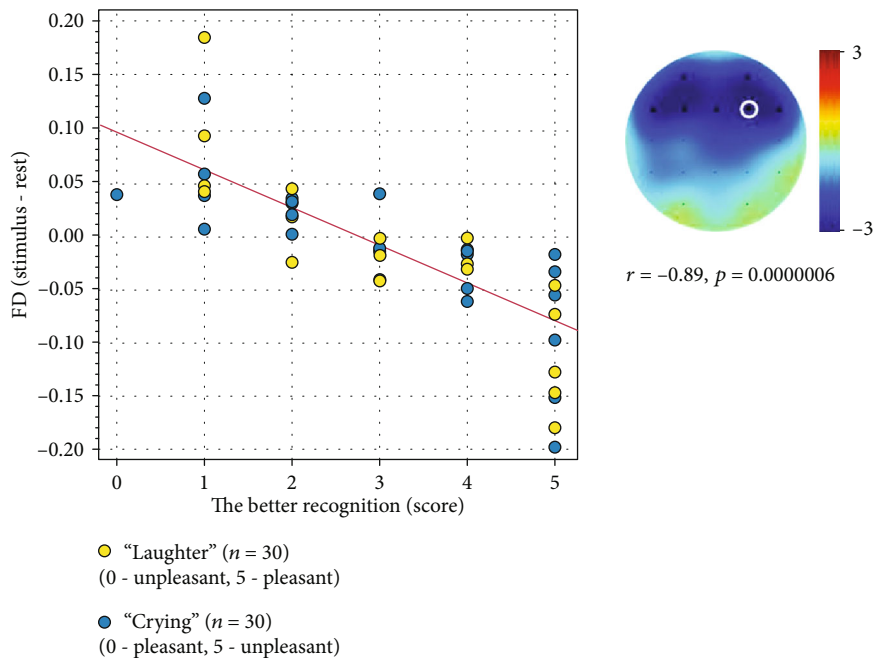 0.20
0.15
0.10
0.05
0.00
−0.05
−0.10
−0.15
−0.20
FD (stimulus - rest)
0 1 2 3 4 5
The better recognition (score)
"Laughter" (n = 30)
(0 - unpleasant, 5 - pleasant)
"Crying" (n = 30)
(0 - pleasant, 5 - unpleasant)
3
−3
r = −0.89, p = 0.0000006